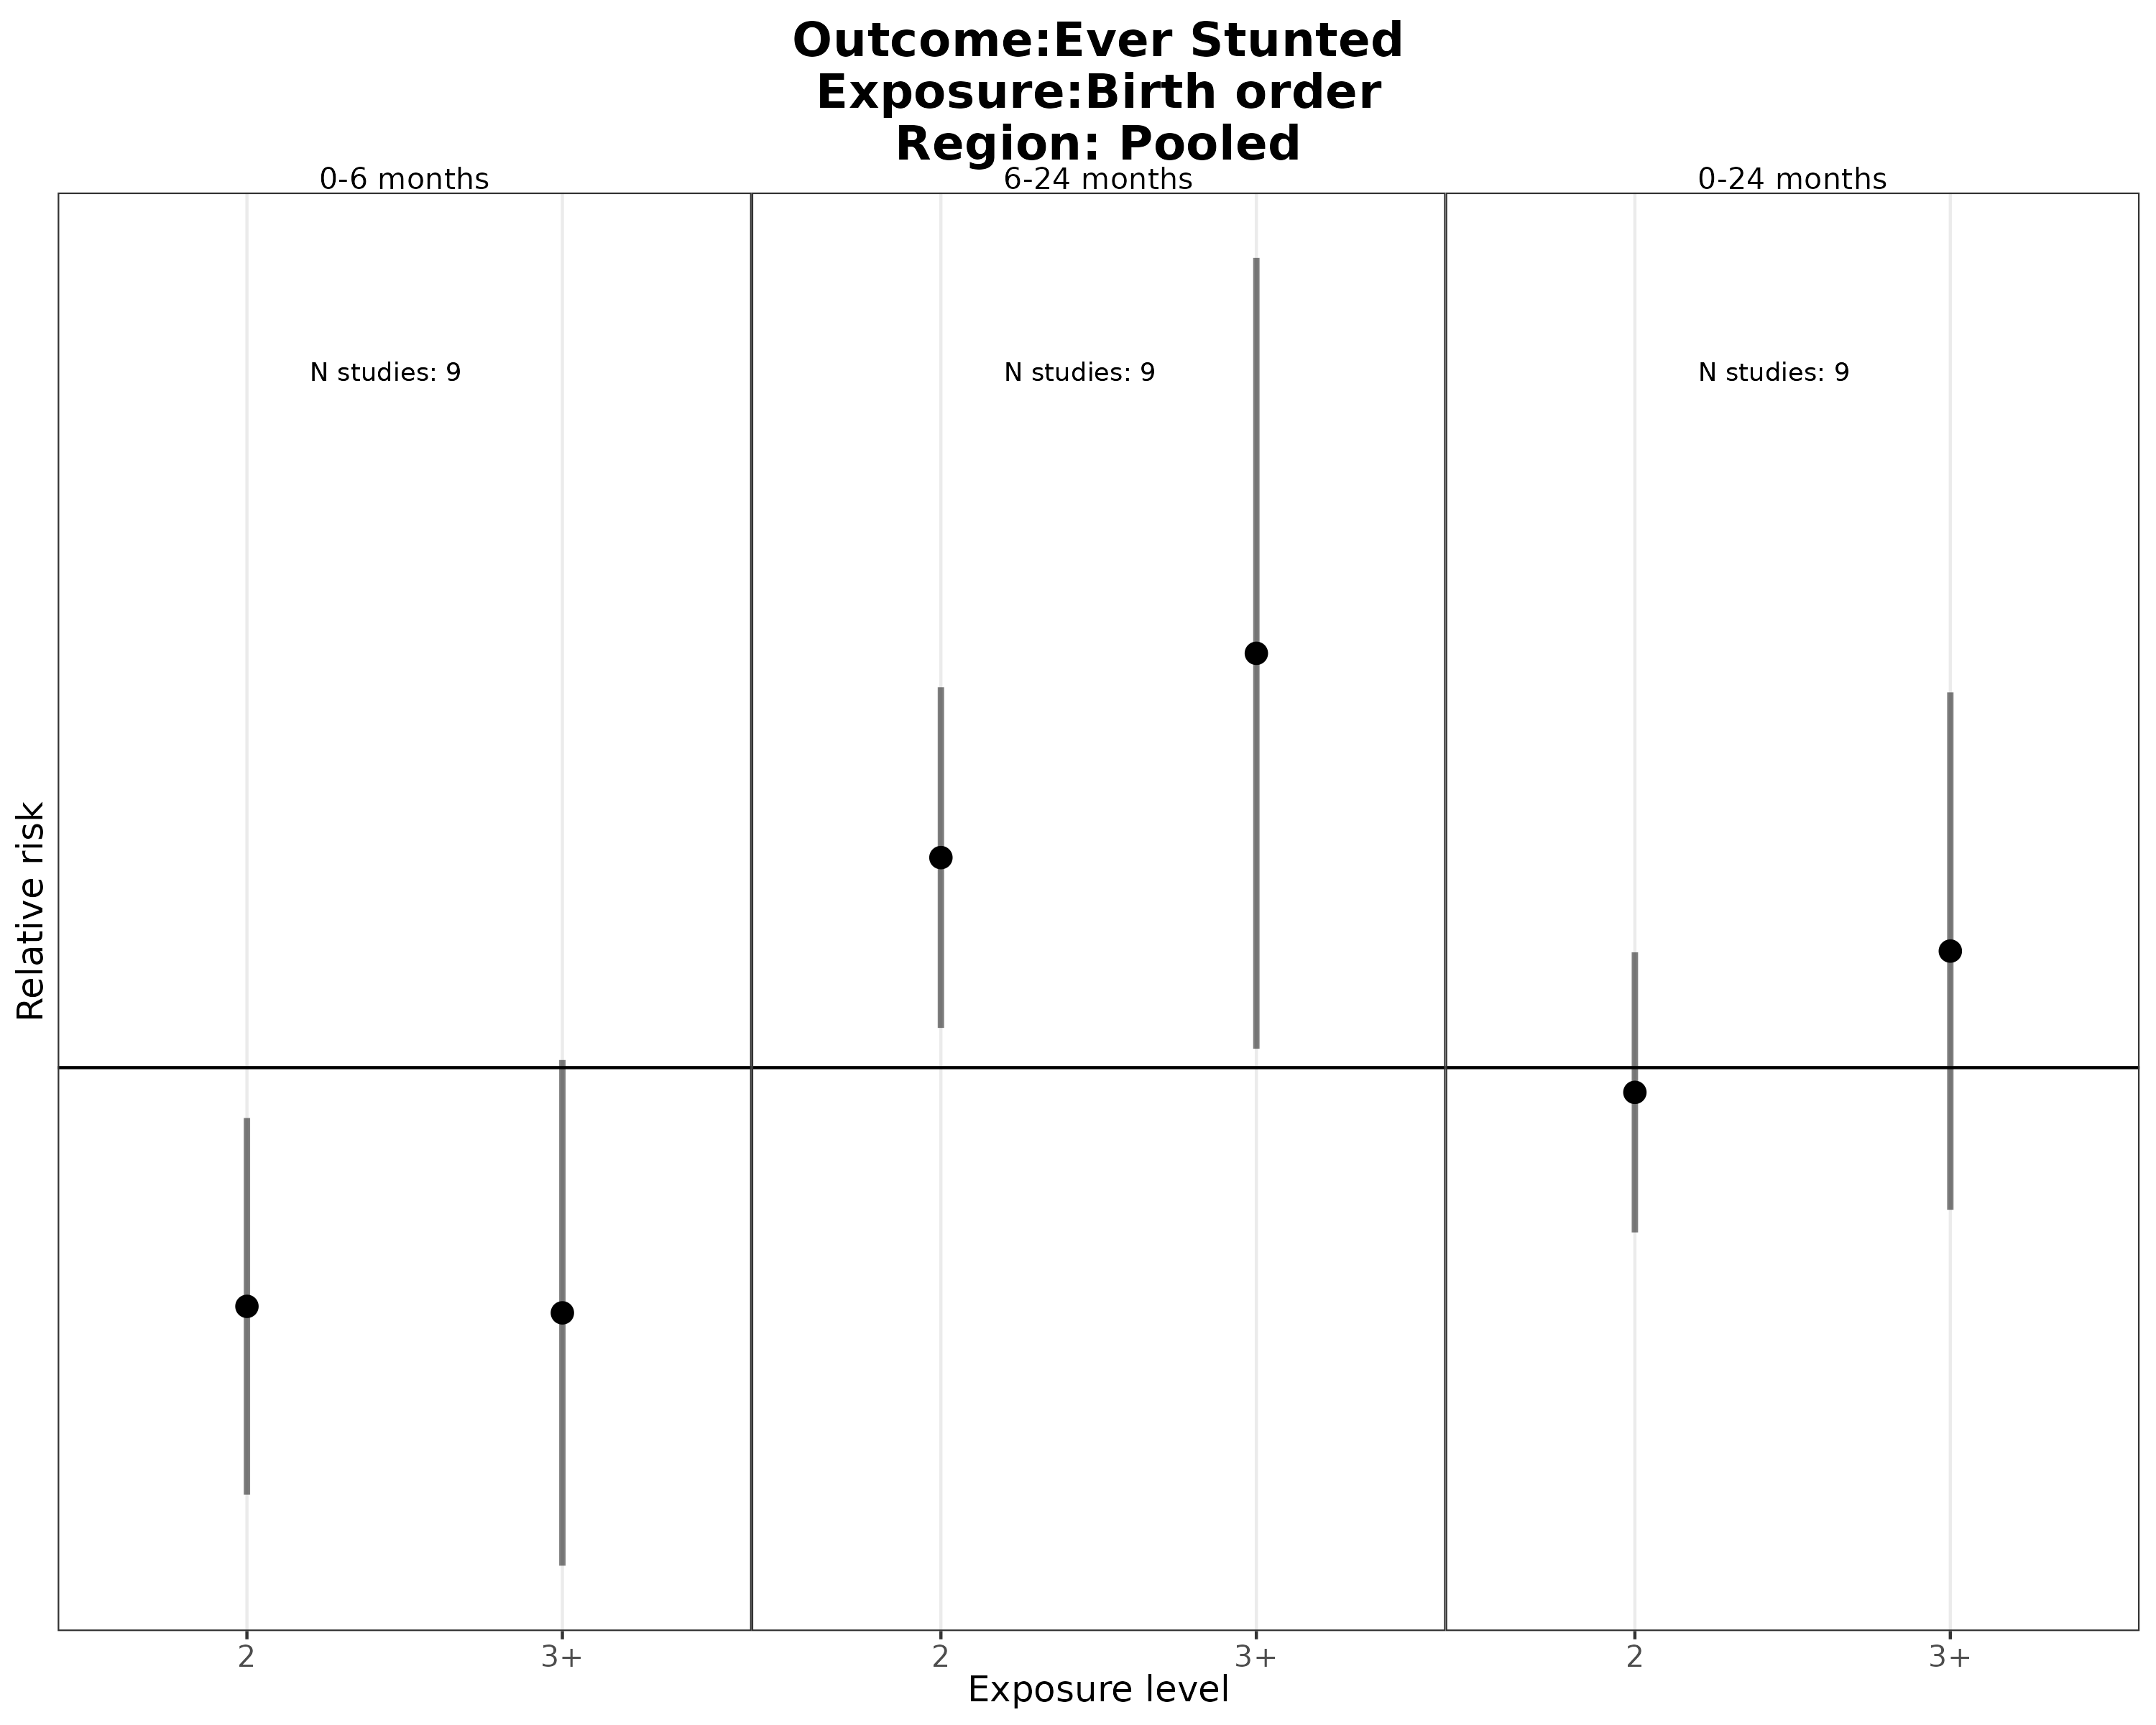 Outcome:Ever Stunted
Exposure:Birth order
Region: Pooled
0-6 months
6-24 months
0-24 months
N studies: 9
N studies: 9
N studies: 9
Relative risk
2
3+
2
3+
2
3+
Exposure level